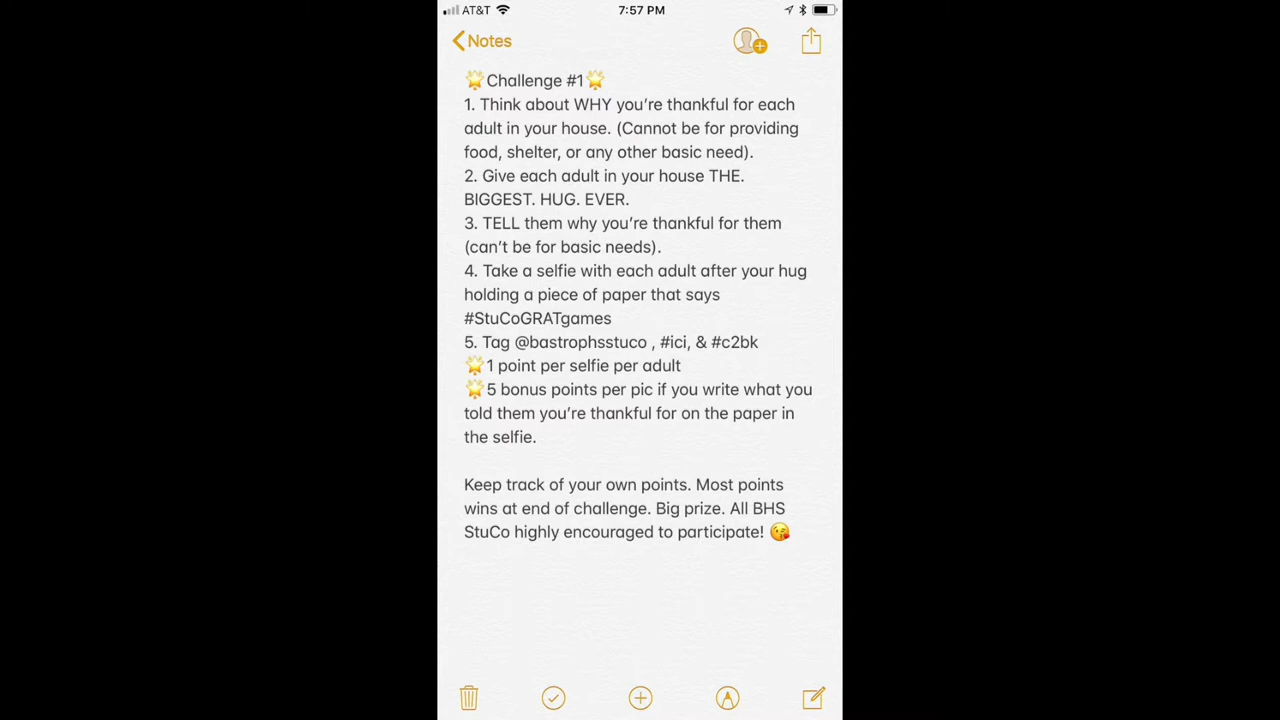 AT&T 7:57 PM
Notes
🌟Challenge #1🌟
1. Think about WHY you’re thankful for each
adult in your house. (Cannot be for providing
food, shelter, or any other basic need).
2. Give each adult in your house THE.
BIGGEST. HUG. EVER.
3. TELL them why you’re thankful for them
(can’t be for basic needs).
4. Take a selfie with each adult after your hug
holding a piece of paper that says
#StuCoGRATgames
5. Tag @bastrophsstuco , #ici, & #c2bk
🌟1 point per selfie per adult
🌟5 bonus points per pic if you write what you
told them you’re thankful for on the paper in
the selfie.
Keep track of your own points. Most points
wins at end of challenge. Big prize. All BHS
StuCo highly encouraged to participate! 😘